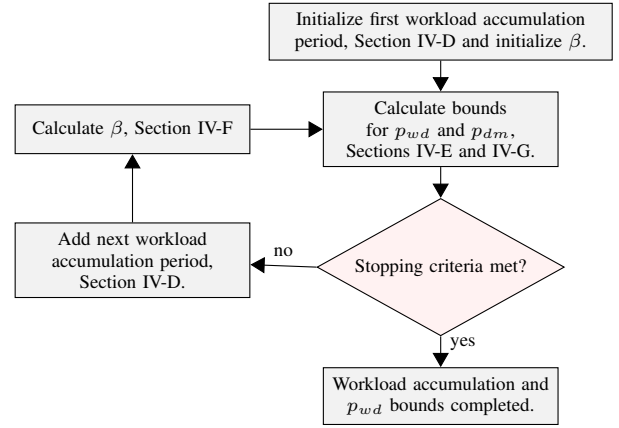 Initialize first workload accumulation
period, Section IV-D and initialize β.
Calculate bounds
for p_wd and p_dm,
Sections IV-E and IV-G.
Calculate β, Section IV-F
Add next workload
accumulation period,
Section IV-D.
no
Stopping criteria met?
yes
Workload accumulation and
p_wd bounds completed.